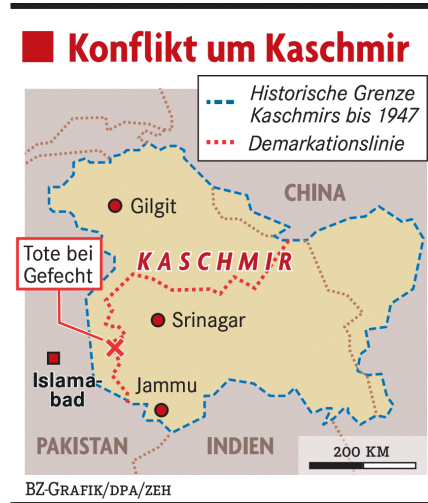 Konflikt um Kaschmir
Historische Grenze
Kaschmirs bis 1947
Demarkationslinie
CHINA
Gilgit
KASCHMIR
Tote bei
Gefecht
Srinagar
Islama-
bad
Jammu
PAKISTAN
INDIEN
200 KM
BZ-GRAFIK/DPA/ZEH